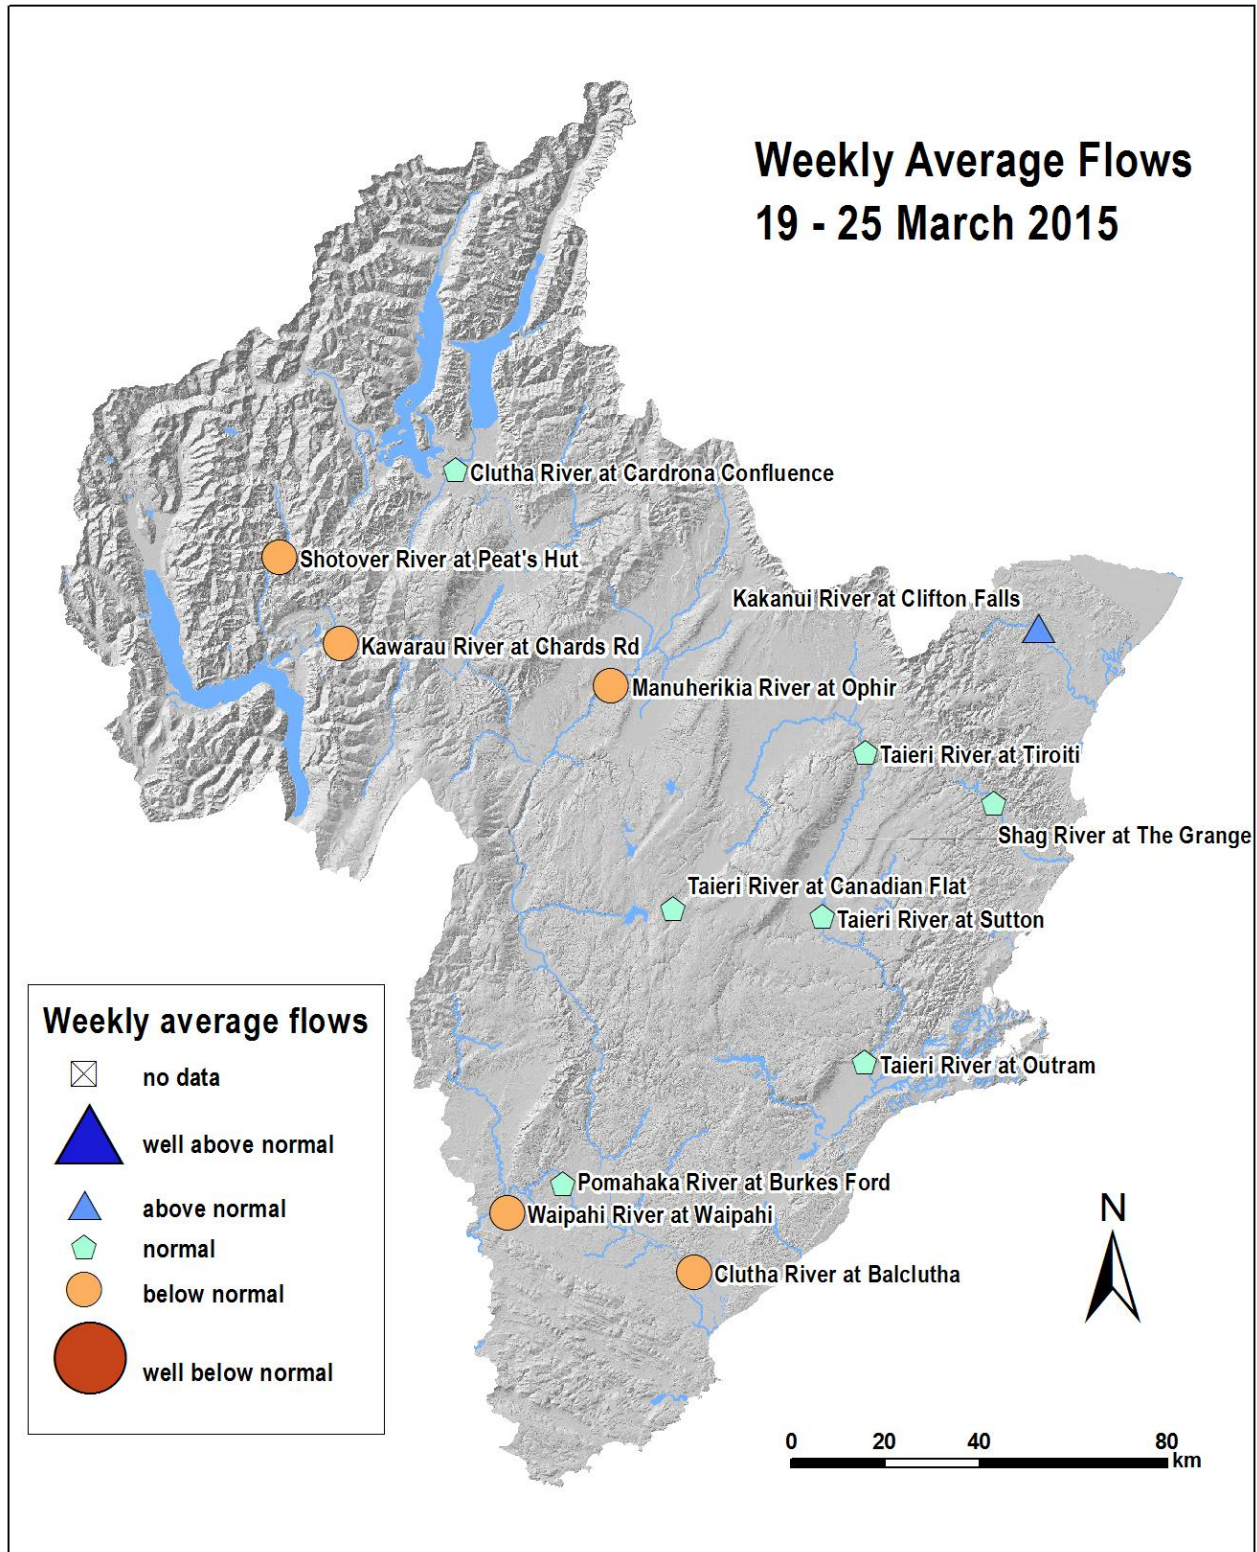 Weekly Average Flows
19 - 25 March 2015
Clutha River at Cardrona Confluence
Shotover River at Peat's Hut
Kakanui River at Clifton Falls
Kawarau River at Chards Rd
Manuherikia River at Ophir
Taieri River at Tiroiti
Shag River at The Grange
Taieri River at Canadian Flat
Taieri River at Sutton
Taieri River at Outram
Pomahaka River at Burkes Ford
Waipahi River at Waipahi
Clutha River at Balclutha
Weekly average flows
no data
well above normal
above normal
normal
below normal
well below normal
N
0 20 40 80
km